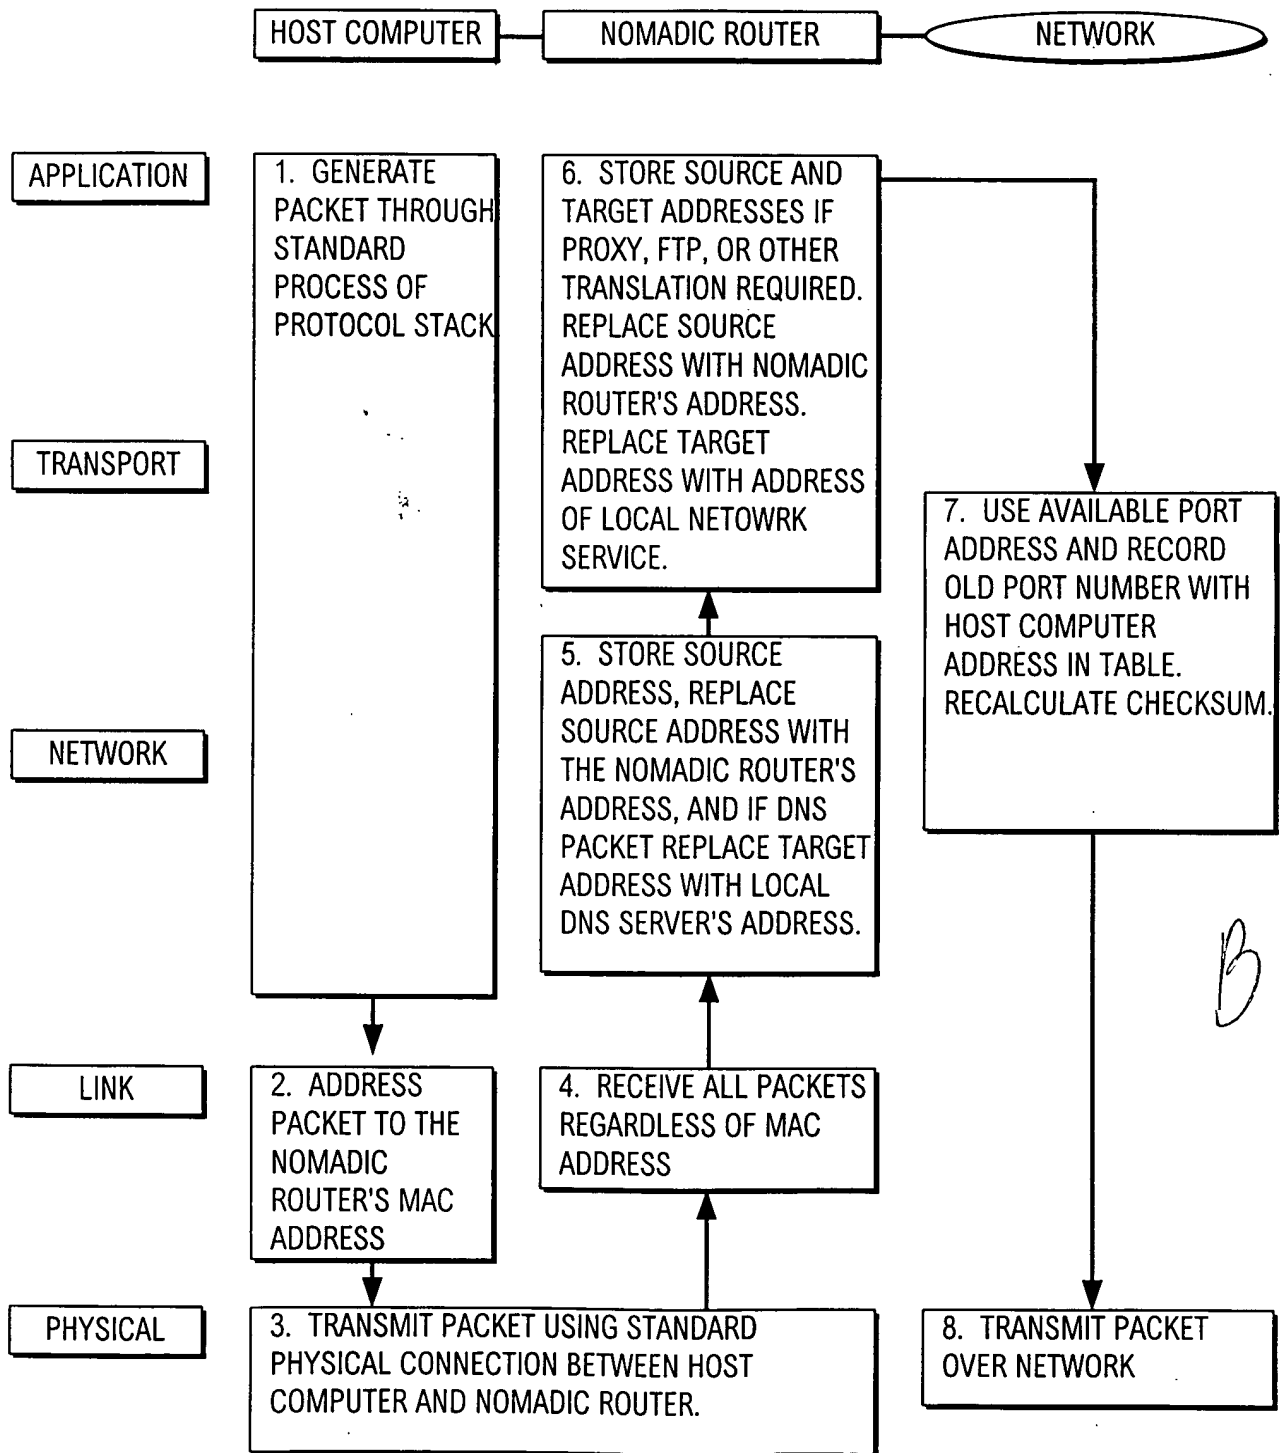 HOST COMPUTER
NOMADIC ROUTER
NETWORK
APPLICATION
TRANSPORT
NETWORK
LINK
PHYSICAL
1. GENERATE
PACKET THROUGH
STANDARD
PROCESS OF
PROTOCOL STACK
2. ADDRESS
PACKET TO THE
NOMADIC
ROUTER'S MAC
ADDRESS
3. TRANSMIT PACKET USING STANDARD
PHYSICAL CONNECTION BETWEEN HOST
COMPUTER AND NOMADIC ROUTER.
4. RECEIVE ALL PACKETS
REGARDLESS OF MAC
ADDRESS
5. STORE SOURCE
ADDRESS, REPLACE
SOURCE ADDRESS WITH
THE NOMADIC ROUTER'S
ADDRESS, AND IF DNS
PACKET REPLACE TARGET
ADDRESS WITH LOCAL
DNS SERVER'S ADDRESS.
6. STORE SOURCE AND
TARGET ADDRESSES IF
PROXY, FTP, OR OTHER
TRANSLATION REQUIRED.
REPLACE SOURCE
ADDRESS WITH NOMADIC
ROUTER'S ADDRESS.
REPLACE TARGET
ADDRESS WITH ADDRESS
OF LOCAL NETOWRK
SERVICE.
7. USE AVAILABLE PORT
ADDRESS AND RECORD
OLD PORT NUMBER WITH
HOST COMPUTER
ADDRESS IN TABLE.
RECALCULATE CHECKSUM.
8. TRANSMIT PACKET
OVER NETWORK
B